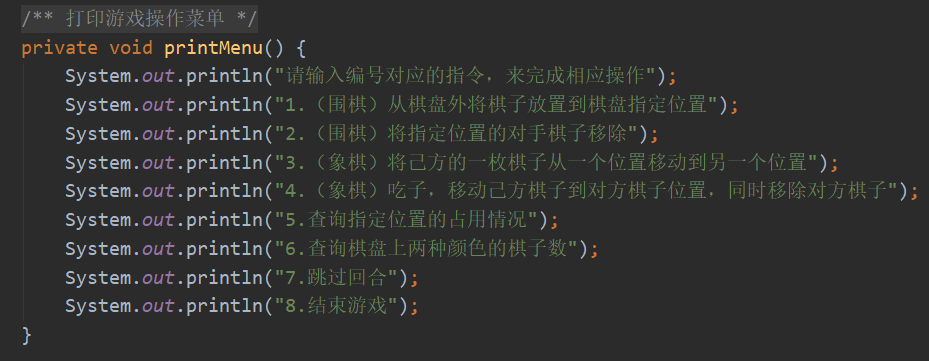 /** 打印游戏操作菜单 */
private void printMenu() {
    System.out.println("请输入编号对应的指令，来完成相应操作");
    System.out.println("1.（围棋）从棋盘外将棋子放置到棋盘指定位置");
    System.out.println("2.（围棋）将指定位置的对手棋子移除");
    System.out.println("3.（象棋）将己方的一枚棋子从一个位置移动到另一个位置");
    System.out.println("4.（象棋）吃子，移动己方棋子到对方棋子位置，同时移除对方棋子");
    System.out.println("5.查询指定位置的占用情况");
    System.out.println("6.查询棋盘上两种颜色的棋子数");
    System.out.println("7.跳过回合");
    System.out.println("8.结束游戏");
}